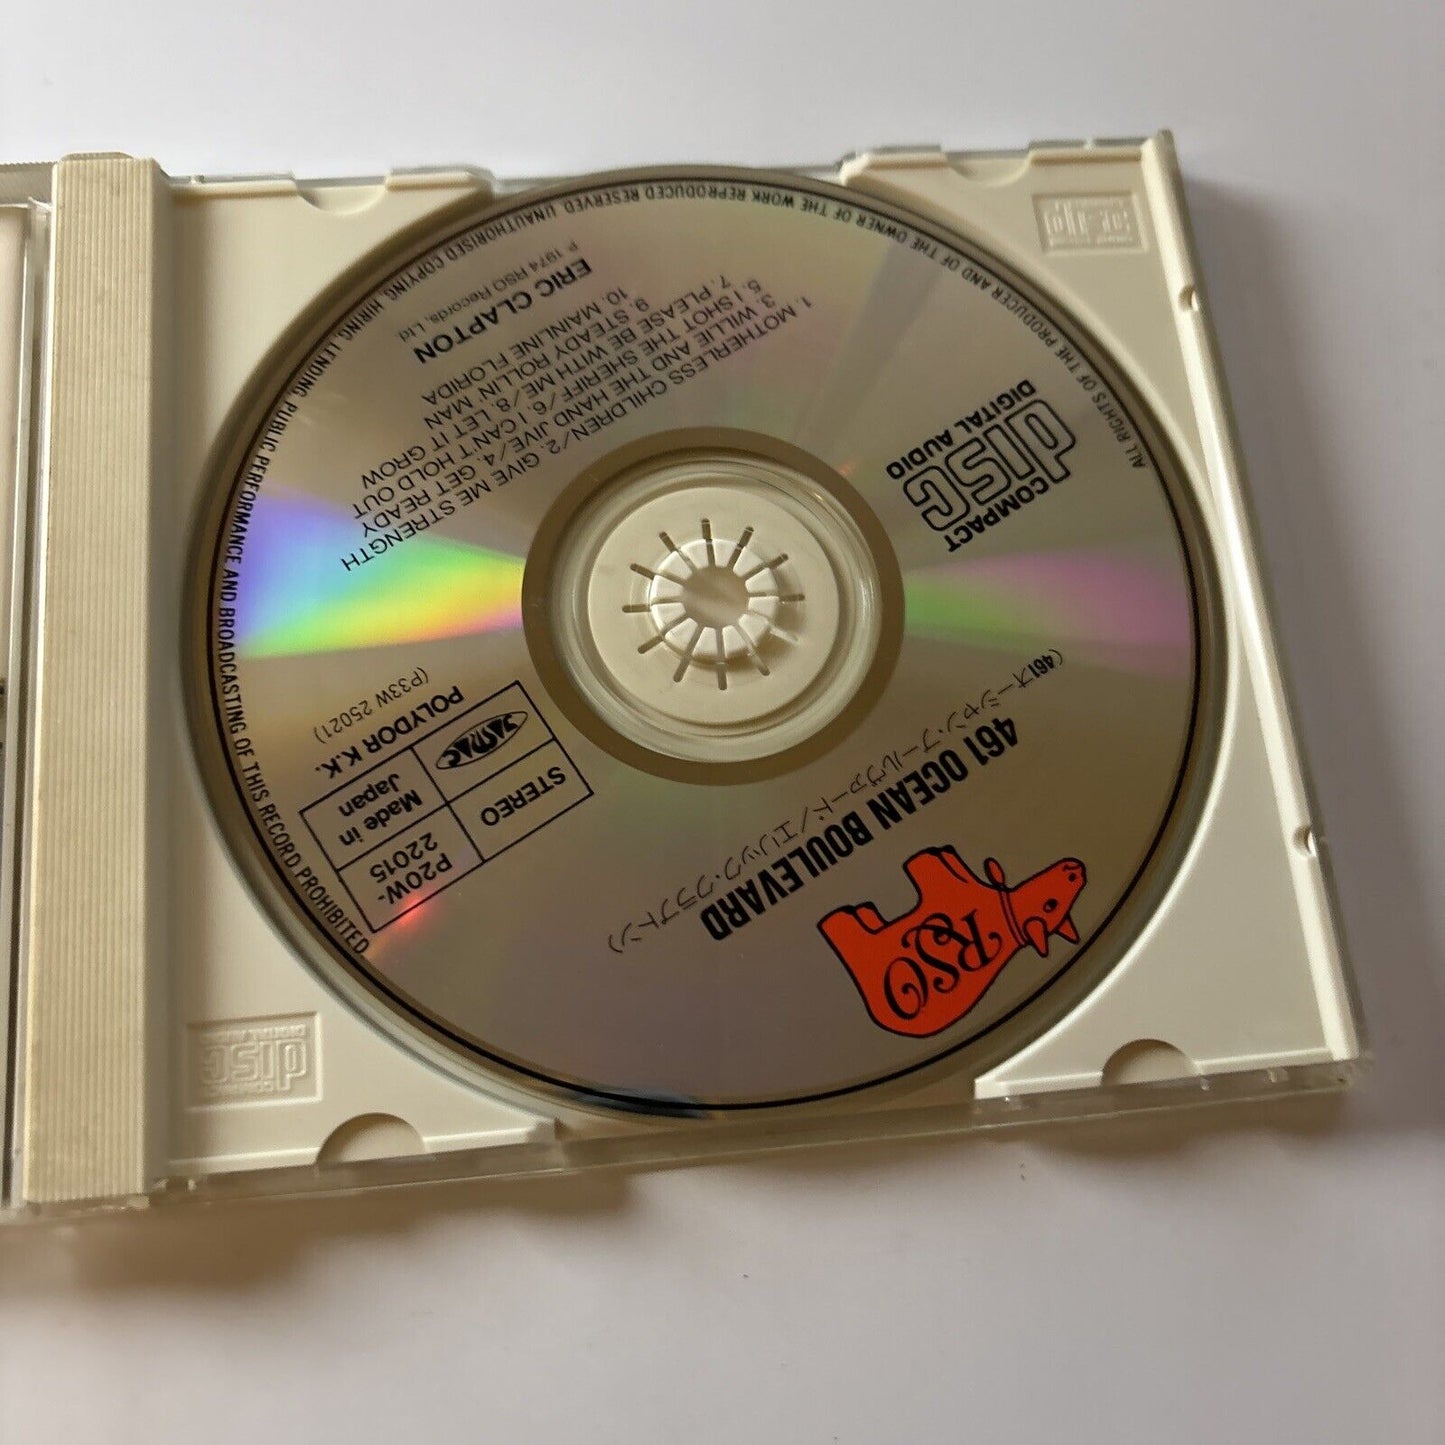 RSO
461 OCEAN BOULEVARD
(461オーシャン・ブールヴァード/エリック・クラプトン)
COMPACT
disc
DIGITAL AUDIO
P20W-
22015
STEREO
Made in
Japan
JASRAC
POLYDOR K.K.
(P33W 25021)
1. MOTHERLESS CHILDREN/2. GIVE ME STRENGTH
3. WILLIE AND THE HAND JIVE/4. GET READY
5. I SHOT THE SHERIFF/6. I CAN'T HOLD OUT
7. PLEASE BE WITH ME/8. LET IT GROW
9. STEADY ROLLIN' MAN
10. MAINLINE FLORIDA
ERIC CLAPTON
P 1974 RSO Records, Ltd
ALL RIGHTS OF THE PRODUCER AND OF THE OWNER OF THE WORK REPRODUCED RESERVED UNAUTHORISED COPYING, HIRING, LENDING, PUBLIC PERFORMANCE AND BROADCASTING OF THIS RECORD PROHIBITED
disc
disc